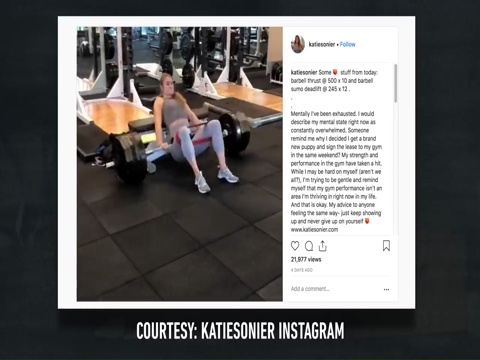 katiesonier • Follow
katiesonier Some 🍑 stuff from today:
barbell thrust @ 500 x 10 and barbell
sumo deadlift @ 245 x 12 .
.
.
Mentally I've been exhausted. I would
describe my mental state right now as
constantly overwhelmed. Someone
remind me why I decided I get a brand
new puppy and sign the lease to my gym
in the same weekend? My strength and
performance in the gym have taken a hit.
While I may be hard on myself (aren't we
all?), I'm trying to be gentle and remind
myself that my gym performance isn't an
area I'm thriving in right now in my life.
And that is okay. My advice to anyone
feeling the same way- just keep showing
up and never give up on yourself 🍑
www.katiesonier.com
21,977 views
4 DAYS AGO
Add a comment...
COURTESY: KATIESONIER INSTAGRAM